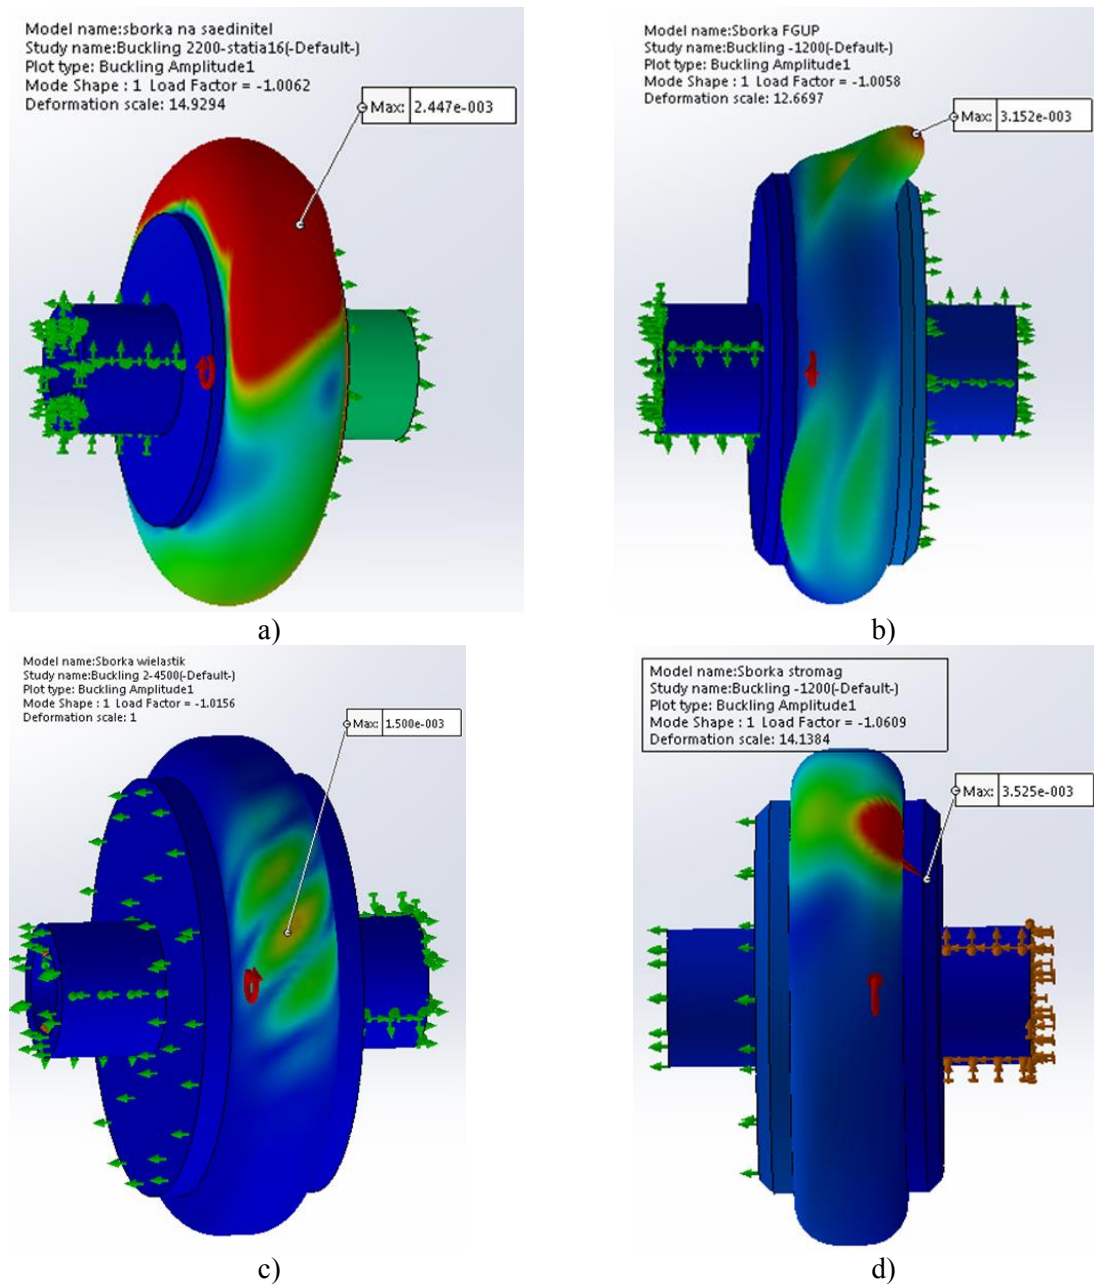 Model name:sborka na saedinitel
Study name:Buckling 2200-statia16(-Default-)
Plot type: Buckling Amplitude1
Mode Shape : 1 Load Factor = -1.0062
Deformation scale: 14.9294
Max: 2.447e-003
a)
Model name:Sborka FGUP
Study name:Buckling -1200(-Default-)
Plot type: Buckling Amplitude1
Mode Shape : 1 Load Factor = -1.0058
Deformation scale: 12.6697
Max: 3.152e-003
b)
Model name:Sborka wielastik
Study name:Buckling 2-4500(-Default-)
Plot type: Buckling Amplitude1
Mode Shape : 1 Load Factor = -1.0156
Deformation scale: 1
Max: 1.500e-003
c)
Model name:Sborka stromag
Study name:Buckling -1200(-Default-)
Plot type: Buckling Amplitude1
Mode Shape : 1 Load Factor = -1.0609
Deformation scale: 14.1384
Max: 3.525e-003
d)